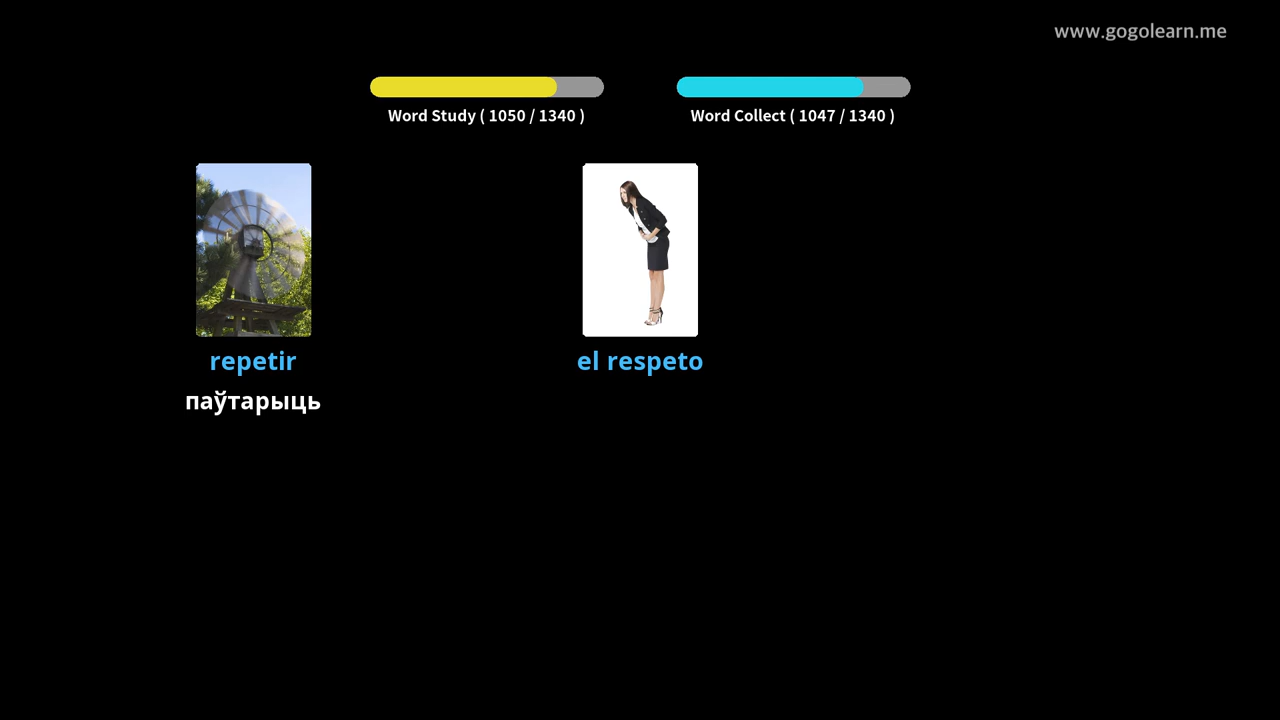 www.gogolearn.me
Word Study ( 1050 / 1340 )
Word Collect ( 1047 / 1340 )
repetir
el respeto
паўтарыць